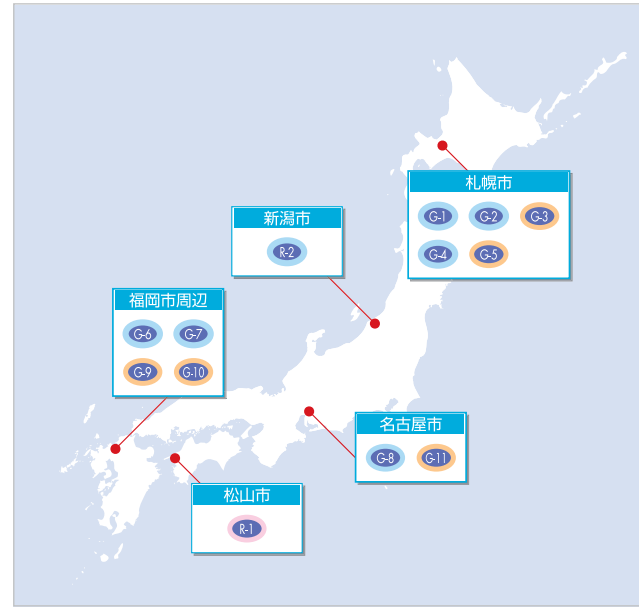 札幌市
G-1 G-2 G-3
G-4 G-5
新潟市
R-2
福岡市周辺
G-6 G-7
G-9 G-10
名古屋市
G-8 G-11
松山市
R-1